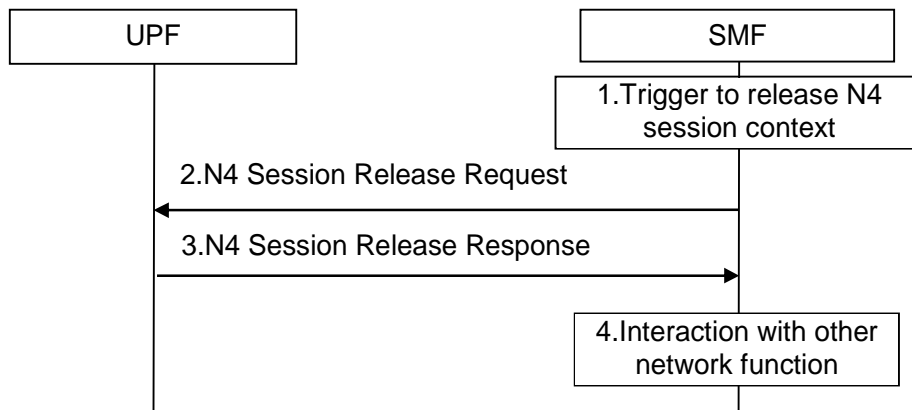 UPF
SMF
1.Trigger to release N4
session context
2.N4 Session Release Request
3.N4 Session Release Response
4.Interaction with other
network function